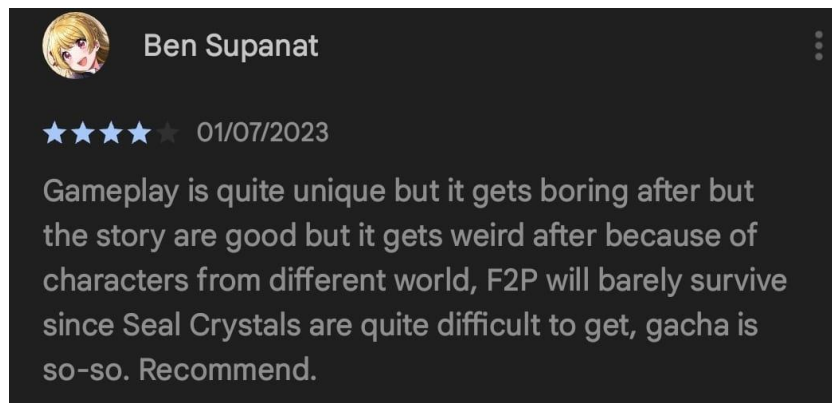 Ben Supanat
01/07/2023
Gameplay is quite unique but it gets boring after but
the story are good but it gets weird after because of
characters from different world, F2P will barely survive
since Seal Crystals are quite difficult to get, gacha is
so-so. Recommend.